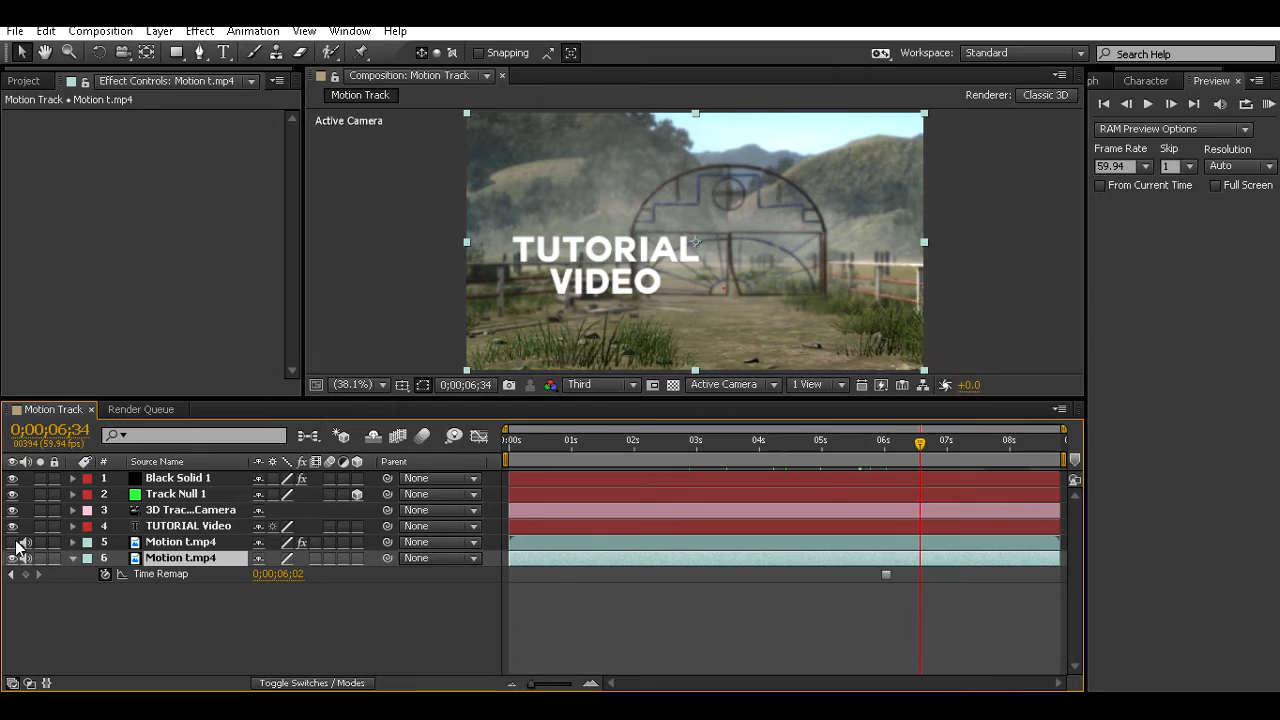 File Edit Composition Layer Effect Animation View Window Help
Snapping
Workspace: Standard
Search Help
Project
Effect Controls: Motion t.mp4
Motion Track • Motion t.mp4
Composition: Motion Track
Motion Track
Renderer: Classic 3D
Active Camera
TUTORIAL
VIDEO
(38.1%)
0;00;06;34
Third
Active Camera
1 View
+0.0
ph
Character
Preview
RAM Preview Options
Frame Rate Skip Resolution
59.94 1 Auto
From Current Time Full Screen
Motion Track
Render Queue
0;00;06;34
00394 (59.94 fps)
:00s 01s 02s 03s 04s 05s 06s 07s 08s
# Source Name Parent
1 Black Solid 1 None
2 Track Null 1 None
3 3D Trac...Camera None
4 TUTORIAL Video None
5 Motion t.mp4 None
6 Motion t.mp4 None
Time Remap 0;00;06;02
Toggle Switches / Modes